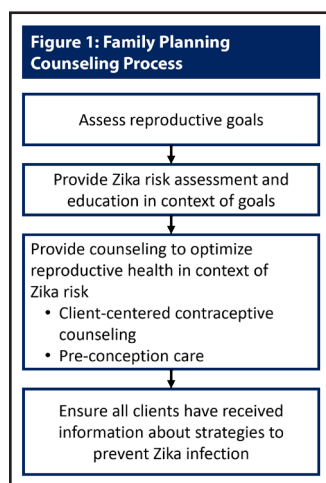 Figure 1: Family Planning
Counseling Process
Assess reproductive goals
Provide Zika risk assessment and
education in context of goals
Provide counseling to optimize
reproductive health in context of
Zika risk
• Client-centered contraceptive
counseling
• Pre-conception care
Ensure all clients have received
information about strategies to
prevent Zika infection